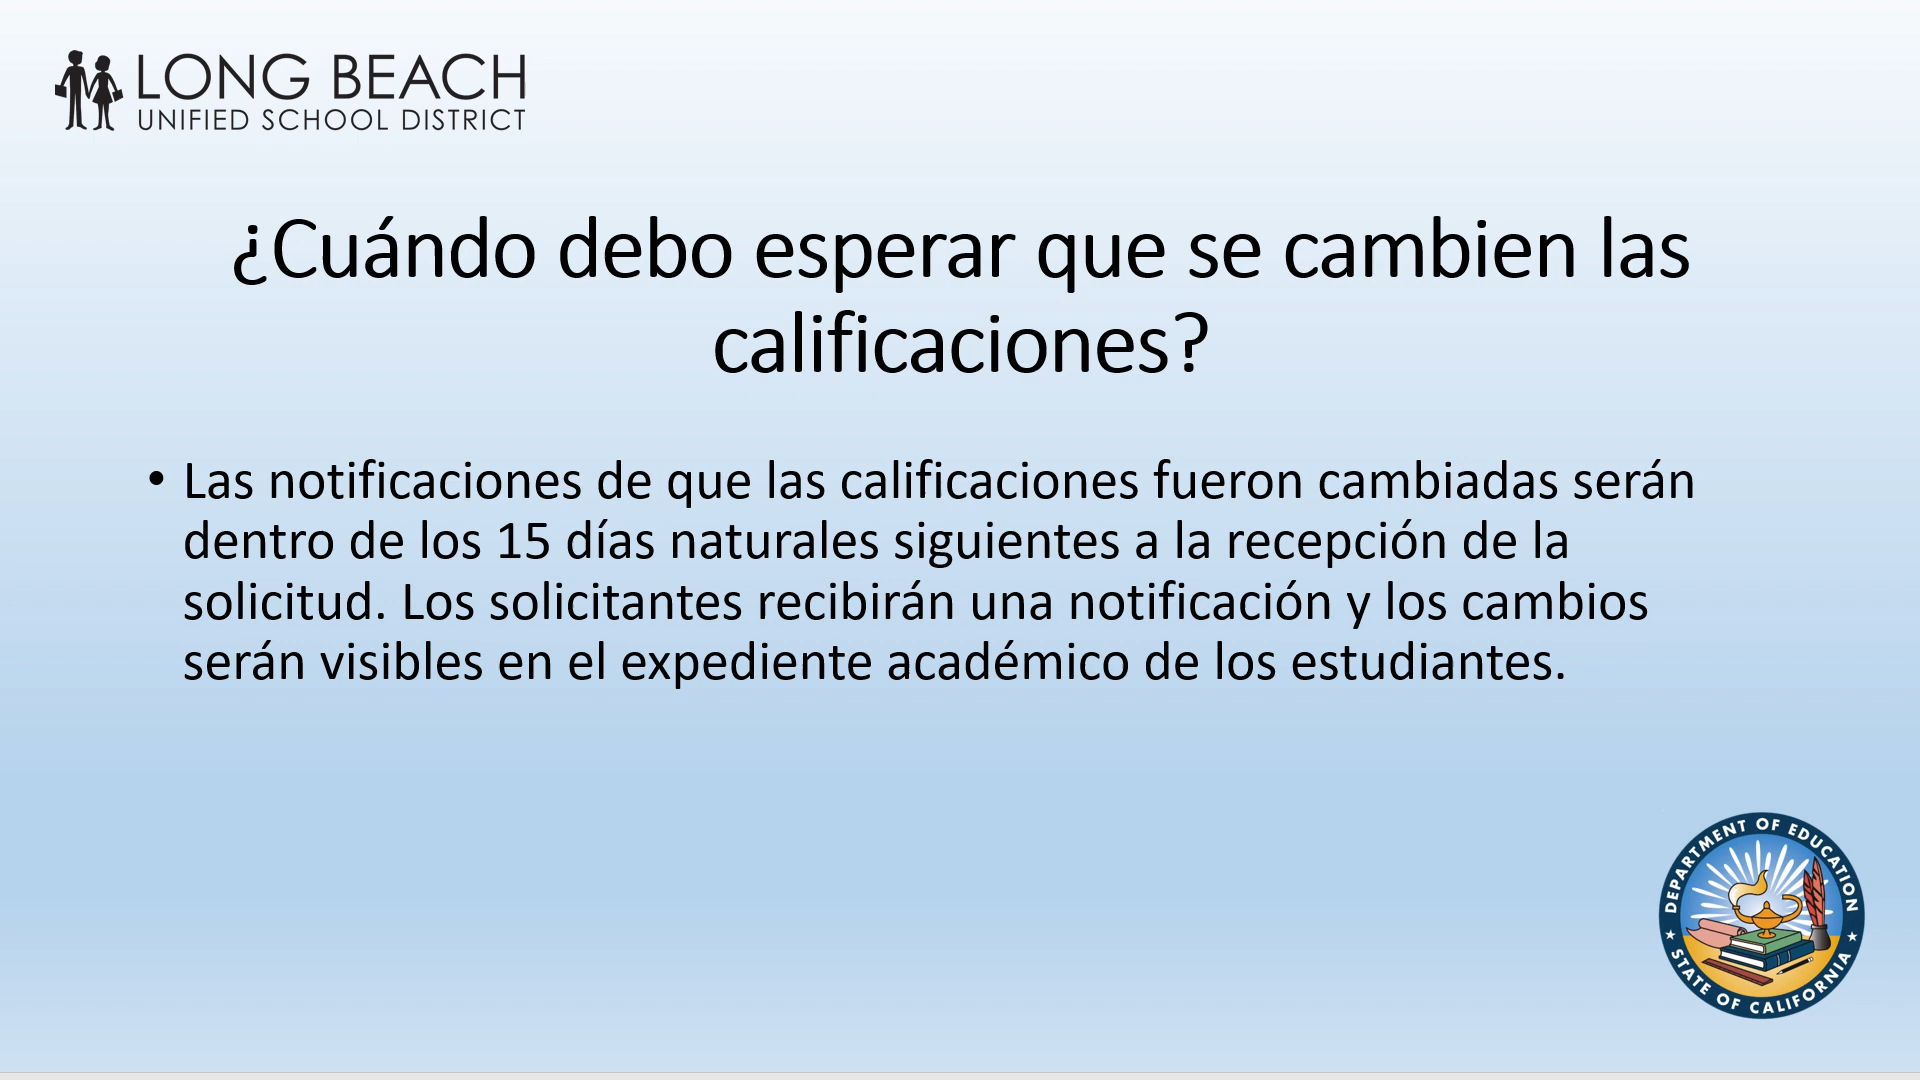 LONG BEACH
UNIFIED SCHOOL DISTRICT
¿Cuándo debo esperar que se cambien las
calificaciones?
• Las notificaciones de que las calificaciones fueron cambiadas serán
dentro de los 15 días naturales siguientes a la recepción de la
solicitud. Los solicitantes recibirán una notificación y los cambios
serán visibles en el expediente académico de los estudiantes.
DEPARTMENT OF EDUCATION
STATE OF CALIFORNIA